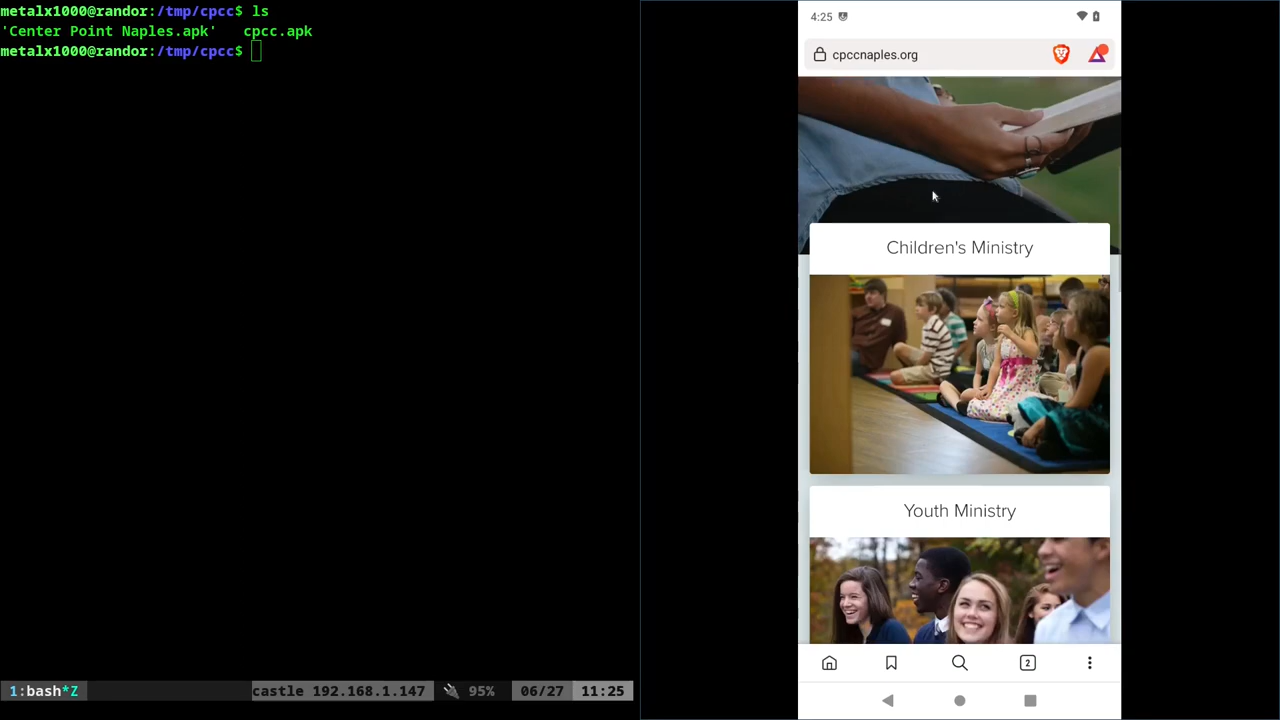 metalx1000@randor:/tmp/cpcc$ ls
'Center Point Naples.apk'   cpcc.apk
metalx1000@randor:/tmp/cpcc$
1:bash*Z
castle 192.168.1.147
95%
06/27
11:25
4:25
cpccnaples.org
Children's Ministry
Youth Ministry
2